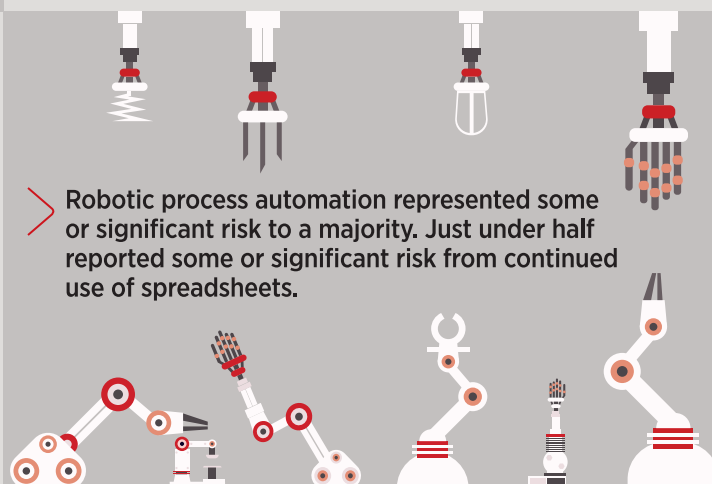 Robotic process automation represented some
or significant risk to a majority. Just under half
reported some or significant risk from continued
use of spreadsheets.